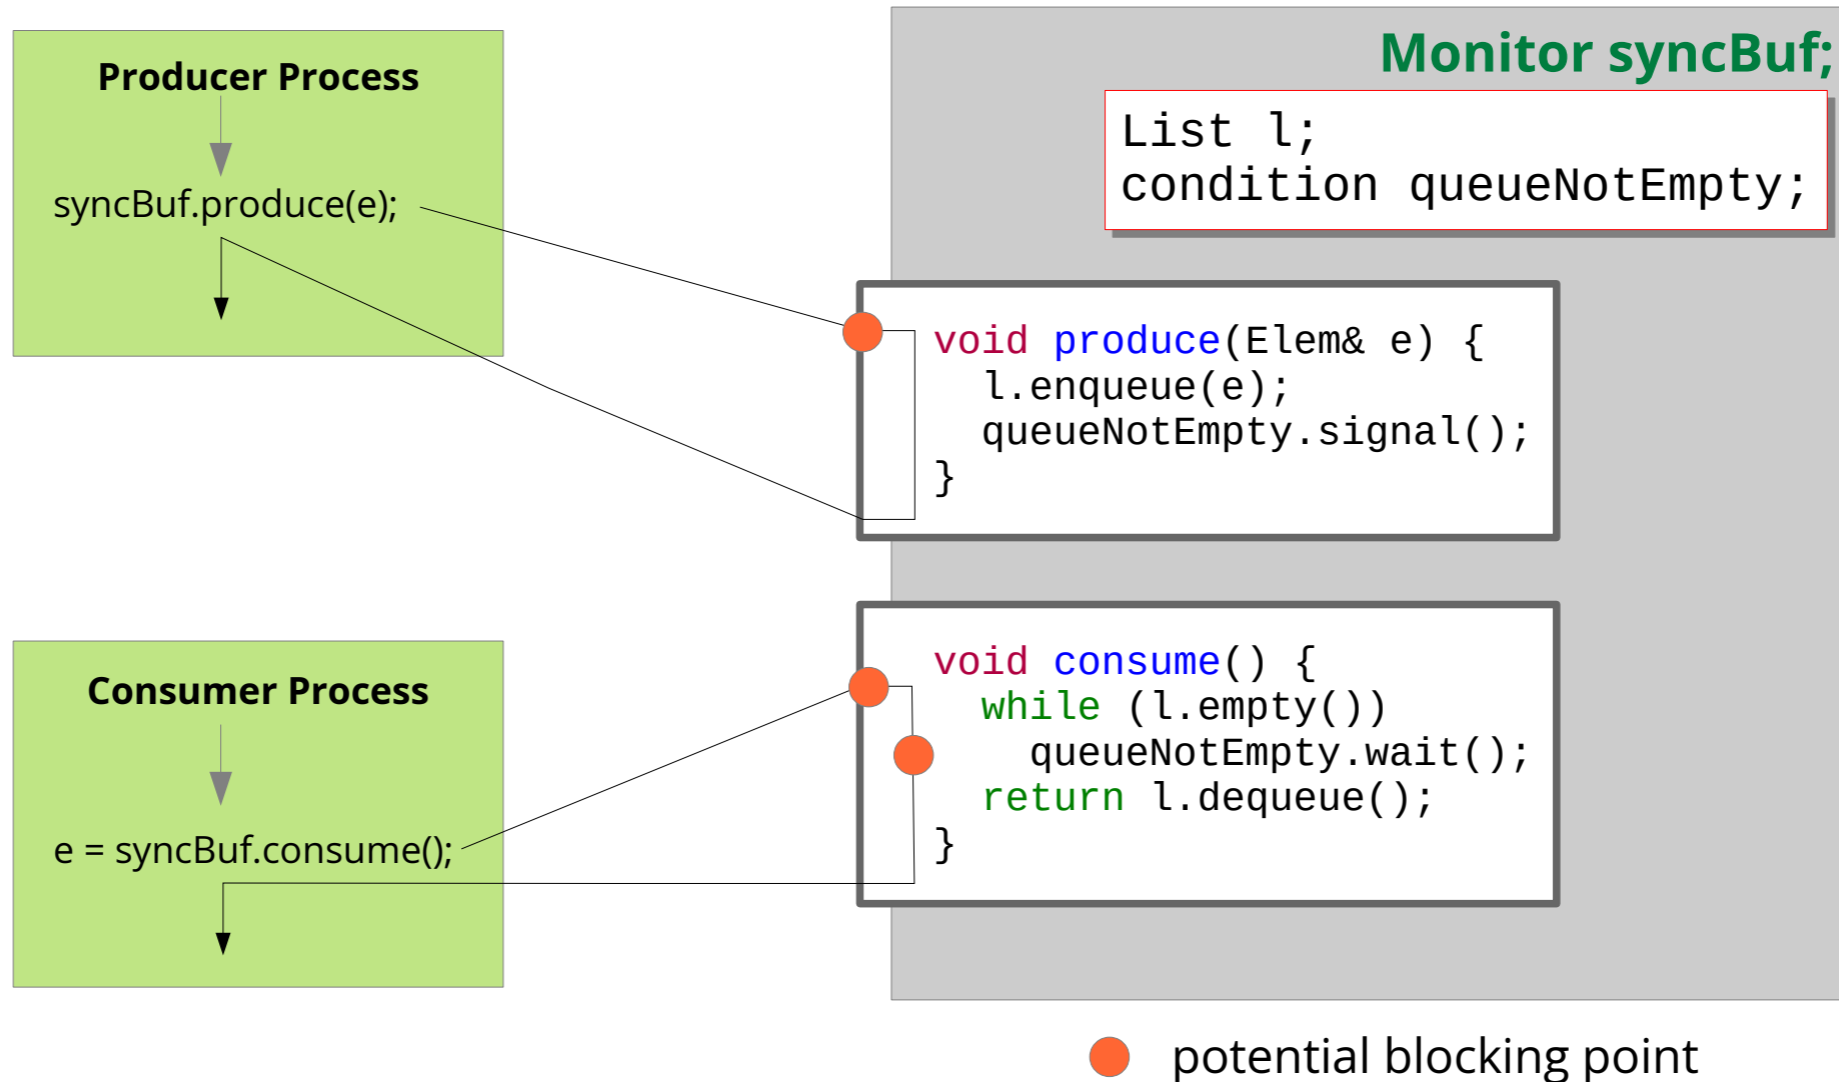 Producer Process
syncBuf.produce(e);
Monitor syncBuf;
List l;
condition queueNotEmpty;
void produce(Elem& e) {
  l.enqueue(e);
  queueNotEmpty.signal();
}
Consumer Process
e = syncBuf.consume();
void consume() {
  while (l.empty())
    queueNotEmpty.wait();
  return l.dequeue();
}
potential blocking point